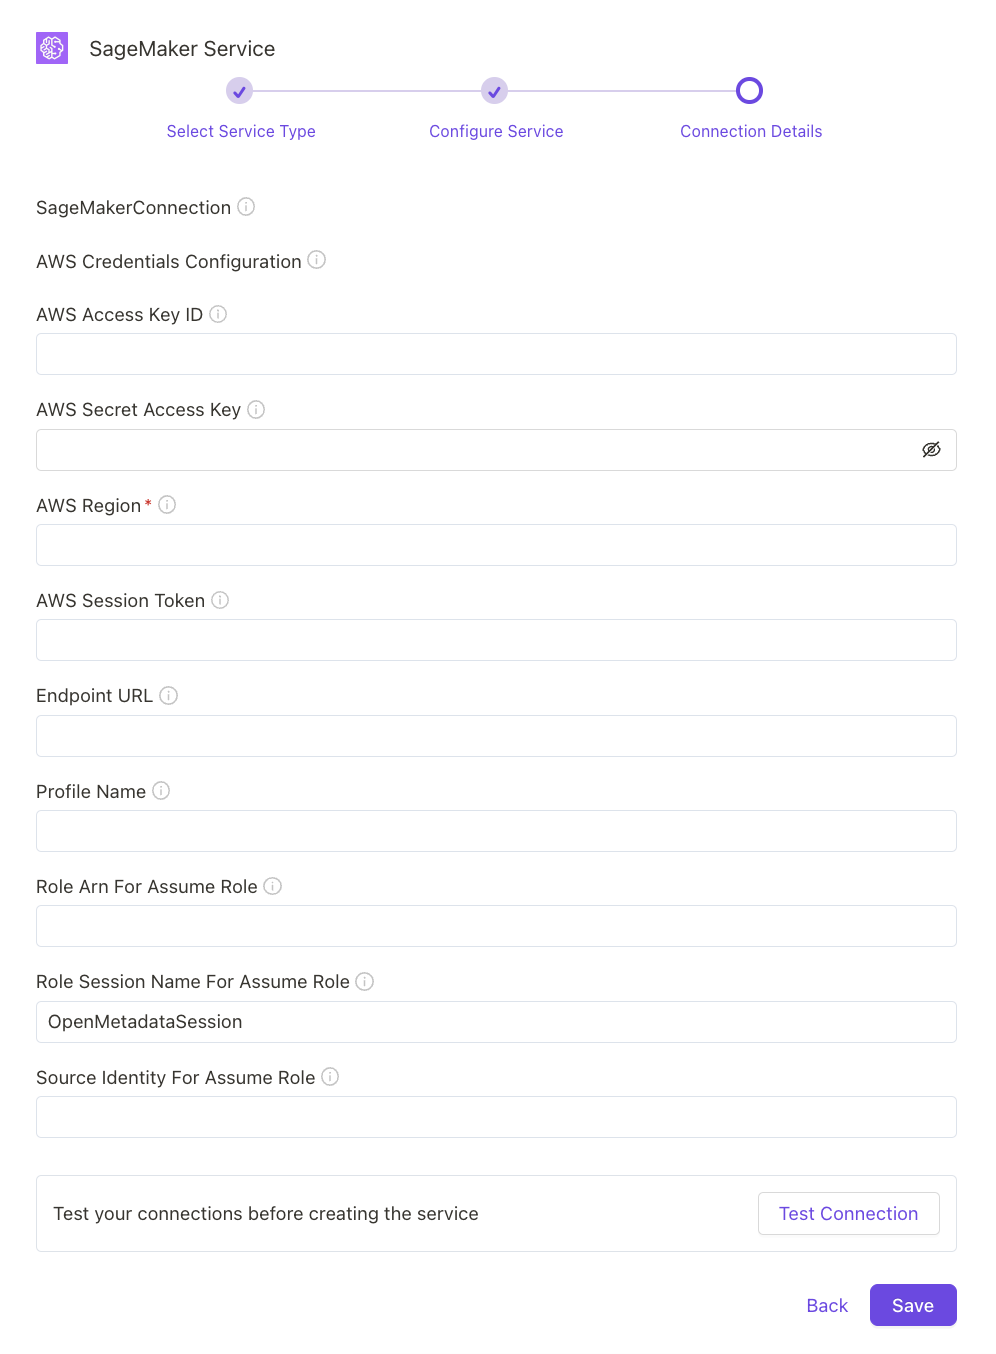 SageMaker Service
Select Service Type
Configure Service
Connection Details
SageMakerConnection
AWS Credentials Configuration
AWS Access Key ID
AWS Secret Access Key
AWS Region *
AWS Session Token
Endpoint URL
Profile Name
Role Arn For Assume Role
Role Session Name For Assume Role
OpenMetadataSession
Source Identity For Assume Role
Test your connections before creating the service
Test Connection
Back
Save